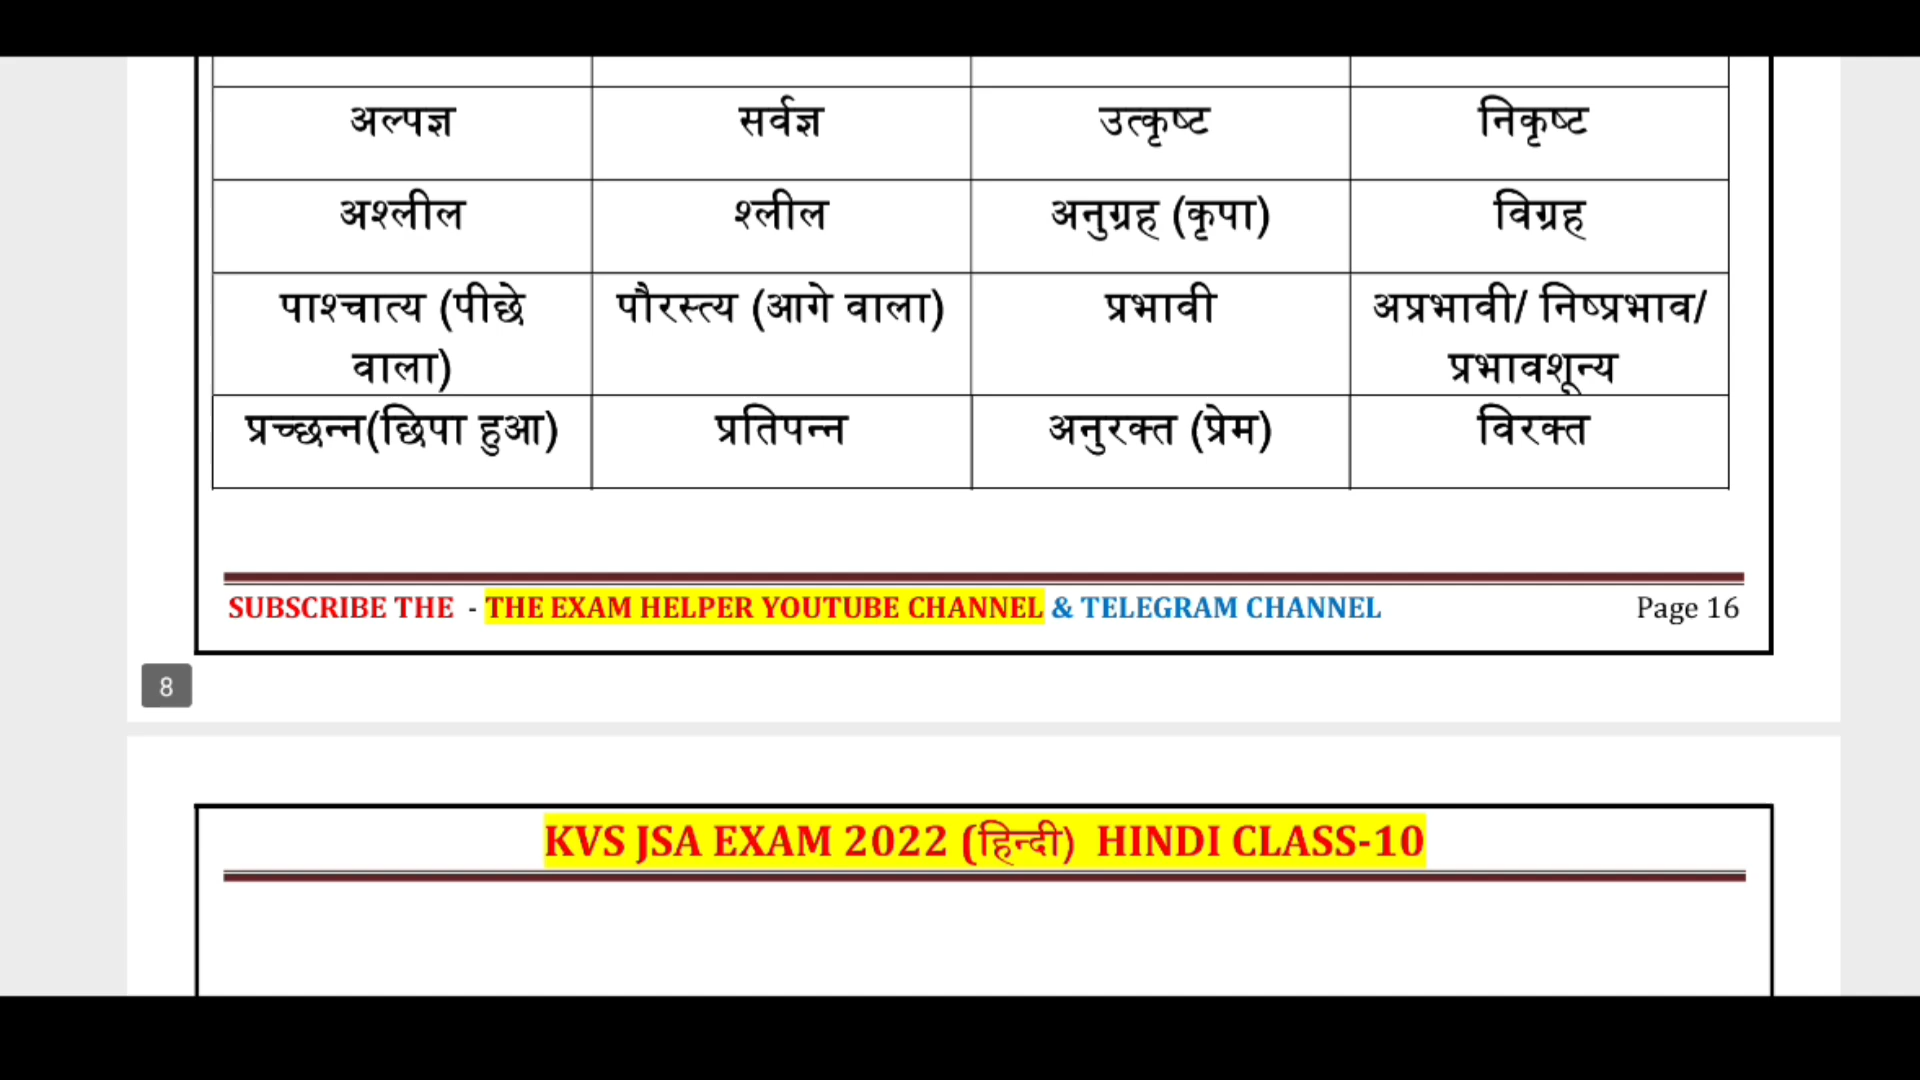 अल्पज्ञ सर्वज्ञ उत्कृष्ट निकृष्ट
अश्लील श्लील अनुग्रह (कृपा) विग्रह
पाश्चात्य (पीछे पौरस्त्य (आगे वाला) प्रभावी अप्रभावी/ निष्प्रभाव/
वाला) प्रभावशून्य
प्रच्छन्न(छिपा हुआ) प्रतिपन्न अनुरक्त (प्रेम) विरक्त
SUBSCRIBE THE - THE EXAM HELPER YOUTUBE CHANNEL & TELEGRAM CHANNEL Page 16
8
KVS JSA EXAM 2022 (हिन्दी) HINDI CLASS-10